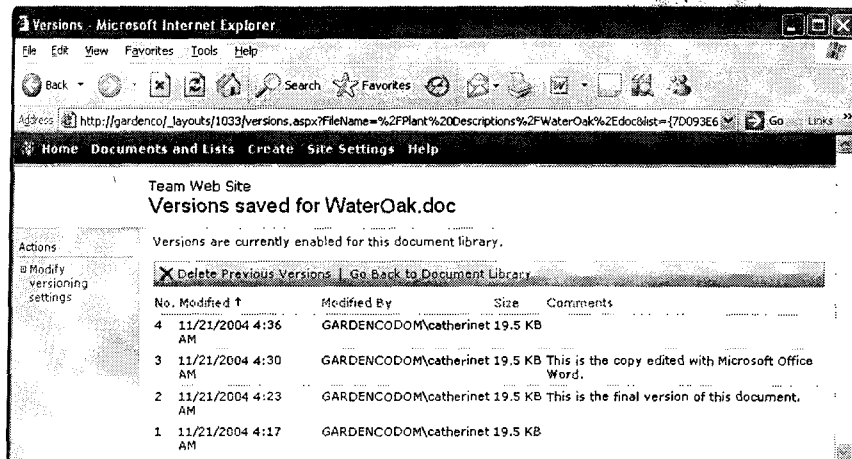 Versions - Microsoft Internet Explorer
File Edit View Favorites Tools Help
Back Search Favorites
Address http://gardenco/_layouts/1033/versions.aspx?FileName=%2FPlant%20Descriptions%2FWaterOak%2Edoc&list={7D093E6 Go Links »
Home Documents and Lists Create Site Settings Help
Team Web Site
Versions saved for WaterOak.doc
Actions
Modify versioning settings
Versions are currently enabled for this document library.
Delete Previous Versions | Go Back to Document Library
No. Modified ↑ Modified By Size Comments
4 11/21/2004 4:36 AM GARDENCODOM\catherinet 19.5 KB
3 11/21/2004 4:30 AM GARDENCODOM\catherinet 19.5 KB This is the copy edited with Microsoft Office Word.
2 11/21/2004 4:23 AM GARDENCODOM\catherinet 19.5 KB This is the final version of this document.
1 11/21/2004 4:17 AM GARDENCODOM\catherinet 19.5 KB